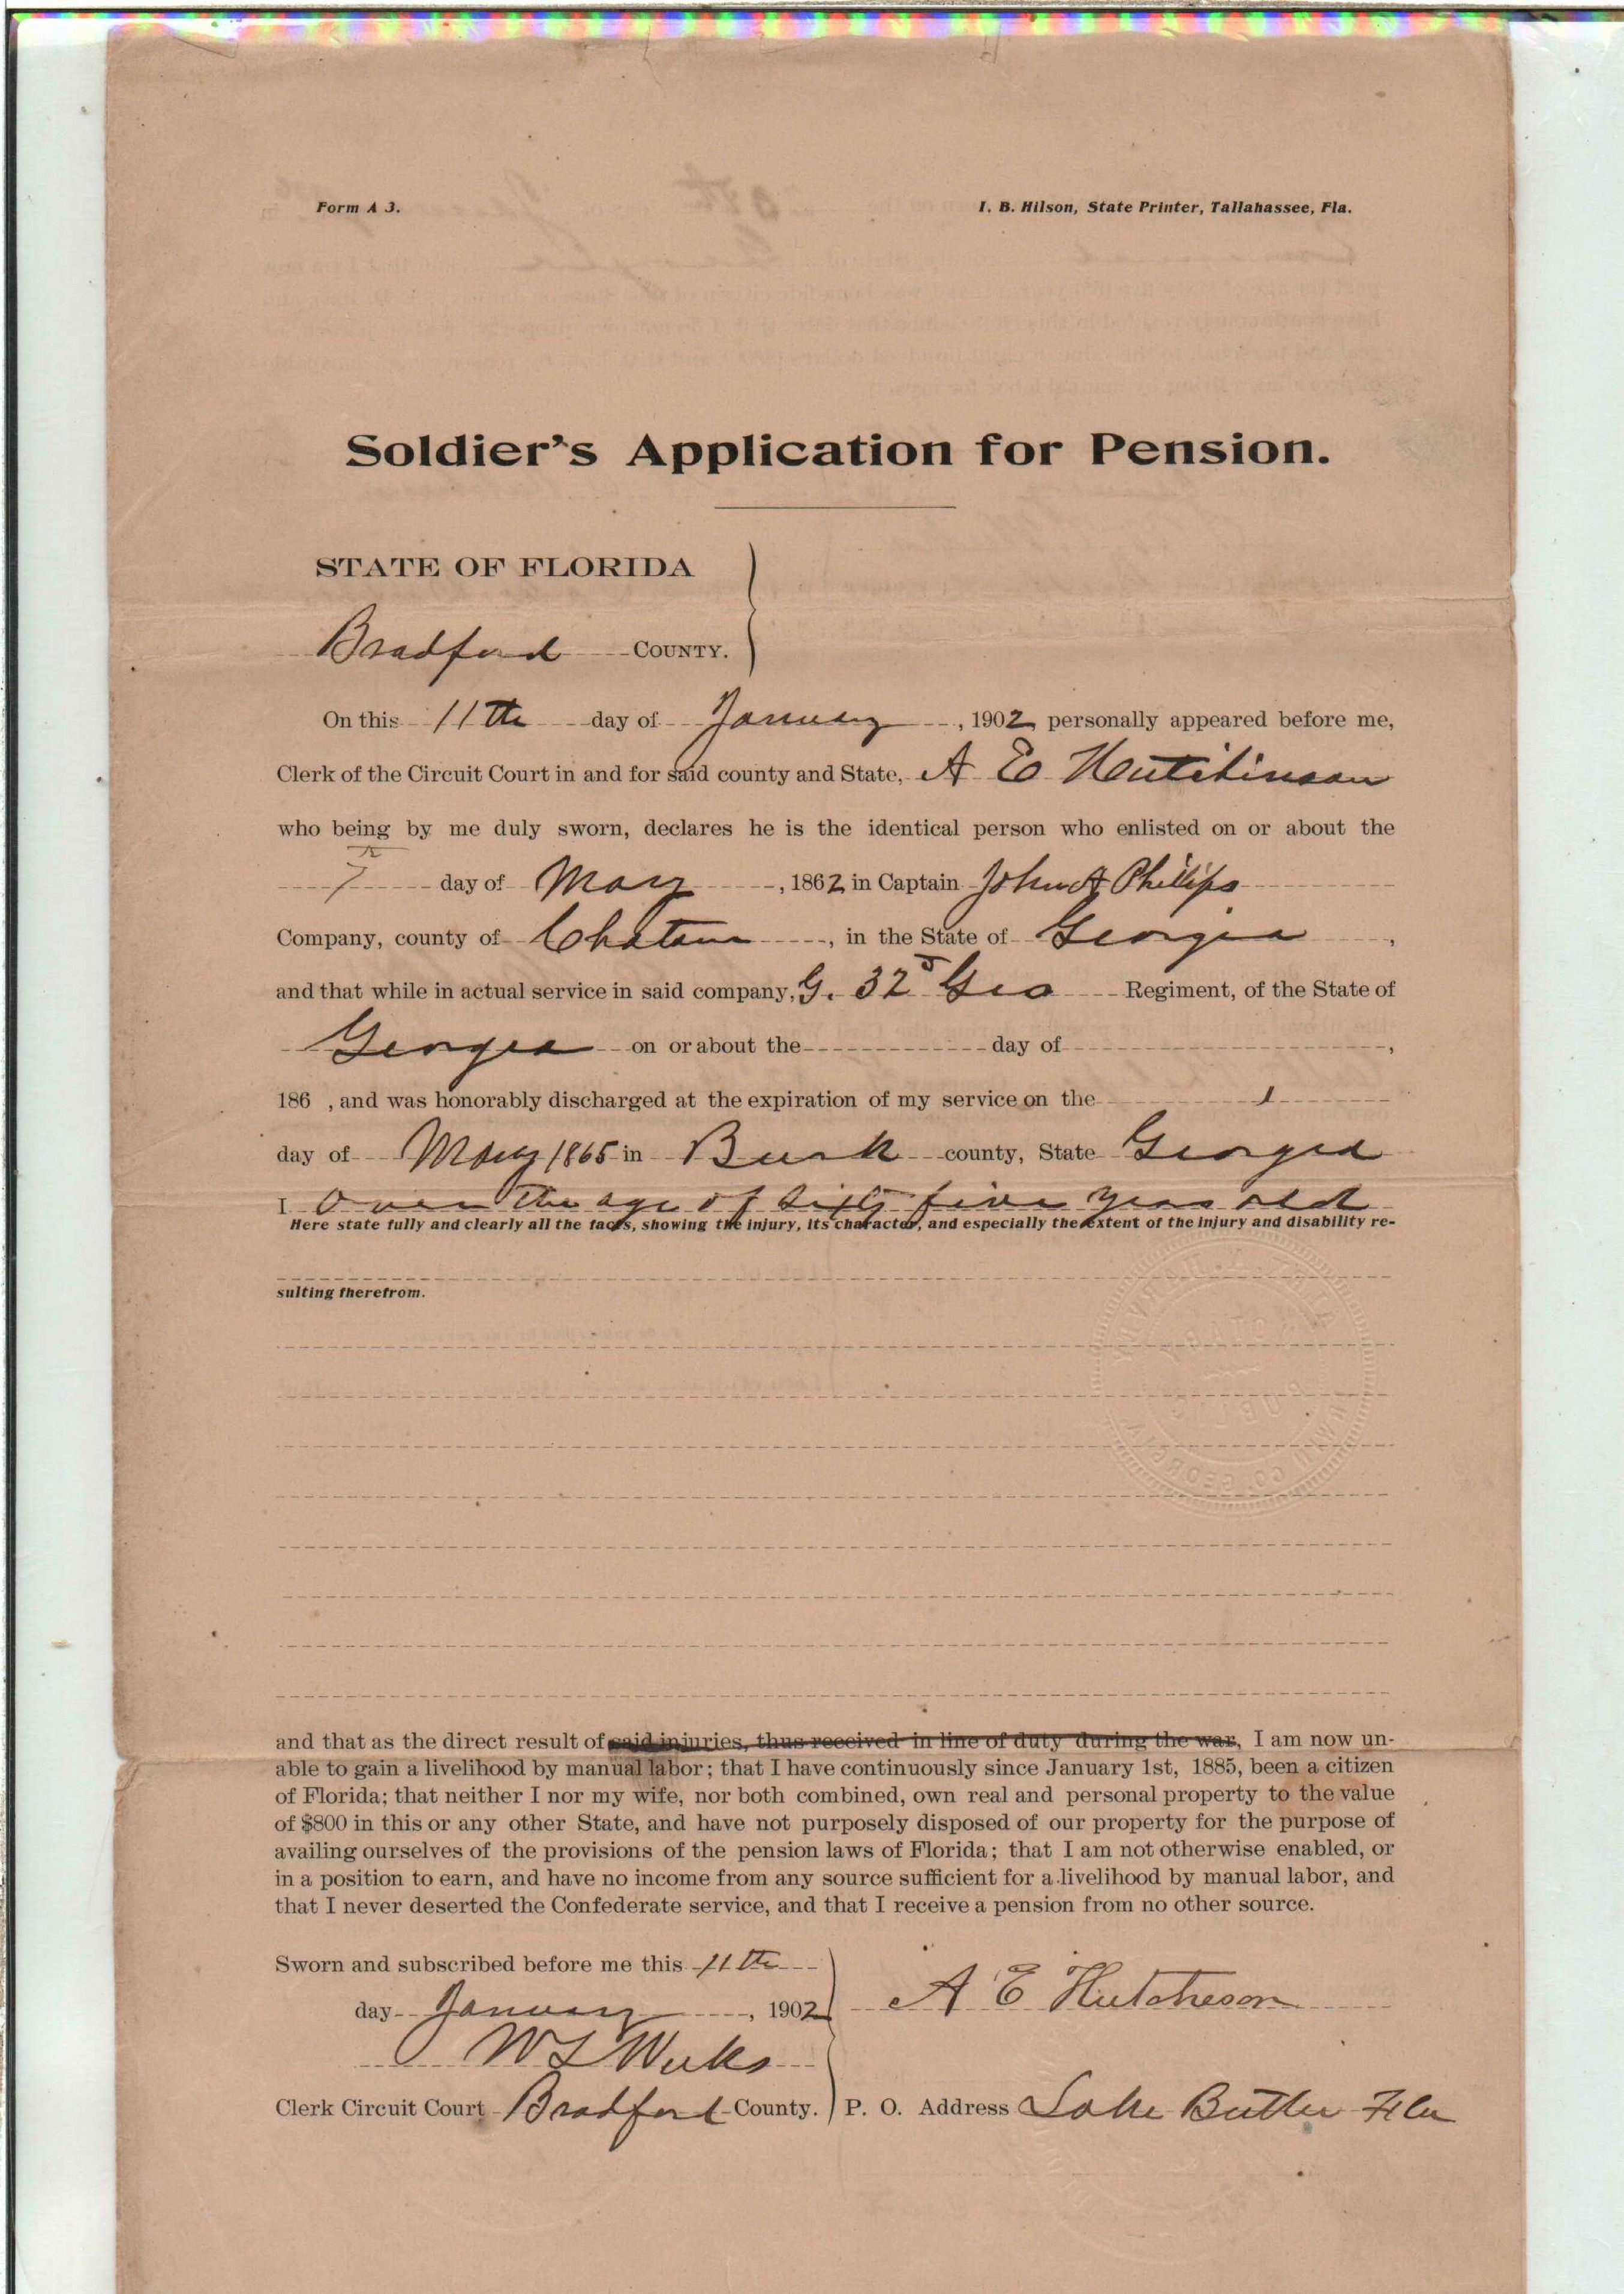 Form A 3.
I. B. Hilson, State Printer, Tallahassee, Fla.
Soldier's Application for Pension.
STATE OF FLORIDA
Bradford COUNTY.
On this 11th day of January, 1902 personally appeared before me,
Clerk of the Circuit Court in and for said county and State, A E Hutchinson
who being by me duly sworn, declares he is the identical person who enlisted on or about the
7 day of May, 1862 in Captain John A Philips
Company, county of Chatam, in the State of Georgia,
and that while in actual service in said company, G. 32 Geo Regiment, of the State of
Georgia on or about the day of ,
186 , and was honorably discharged at the expiration of my service on the 1
day of May 1865 in Burk county, State Georgia
I Over the age of Sixty five years old
Here state fully and clearly all the facts, showing the injury, its character, and especially the extent of the injury and disability re-
sulting therefrom.
and that as the direct result of said injuries, thus received in line of duty during the war, I am now un-
able to gain a livelihood by manual labor; that I have continuously since January 1st, 1885, been a citizen
of Florida; that neither I nor my wife, nor both combined, own real and personal property to the value
of $800 in this or any other State, and have not purposely disposed of our property for the purpose of
availing ourselves of the provisions of the pension laws of Florida; that I am not otherwise enabled, or
in a position to earn, and have no income from any source sufficient for a livelihood by manual labor, and
that I never deserted the Confederate service, and that I receive a pension from no other source.
Sworn and subscribed before me this 11th
day January, 1902
A E Hutcheson
W L Weeks
Clerk Circuit Court Bradford County.
P. O. Address Lake Butler Fla